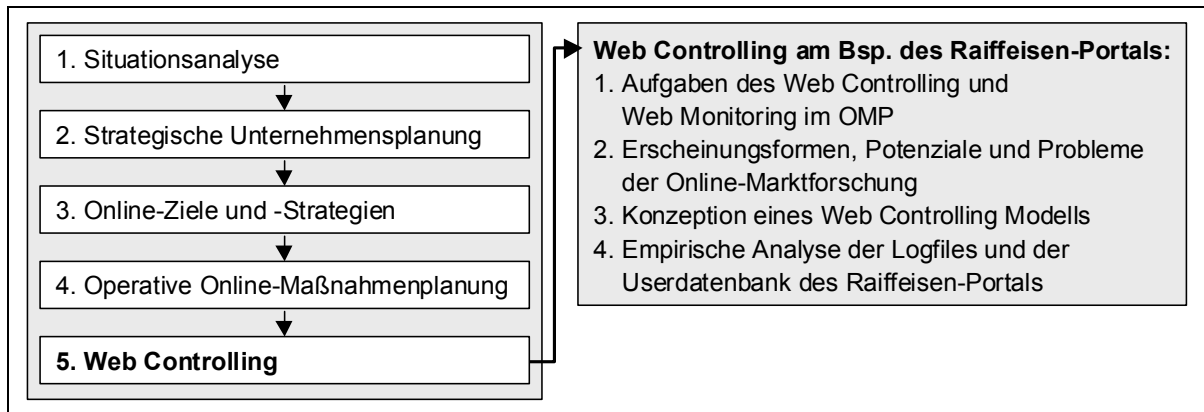 1. Situationsanalyse
2. Strategische Unternehmensplanung
3. Online-Ziele und -Strategien
4. Operative Online-Maßnahmenplanung
5. Web Controlling
Web Controlling am Bsp. des Raiffeisen-Portals:
1. Aufgaben des Web Controlling und
Web Monitoring im OMP
2. Erscheinungsformen, Potenziale und Probleme
der Online-Marktforschung
3. Konzeption eines Web Controlling Modells
4. Empirische Analyse der Logfiles und der
Userdatenbank des Raiffeisen-Portals